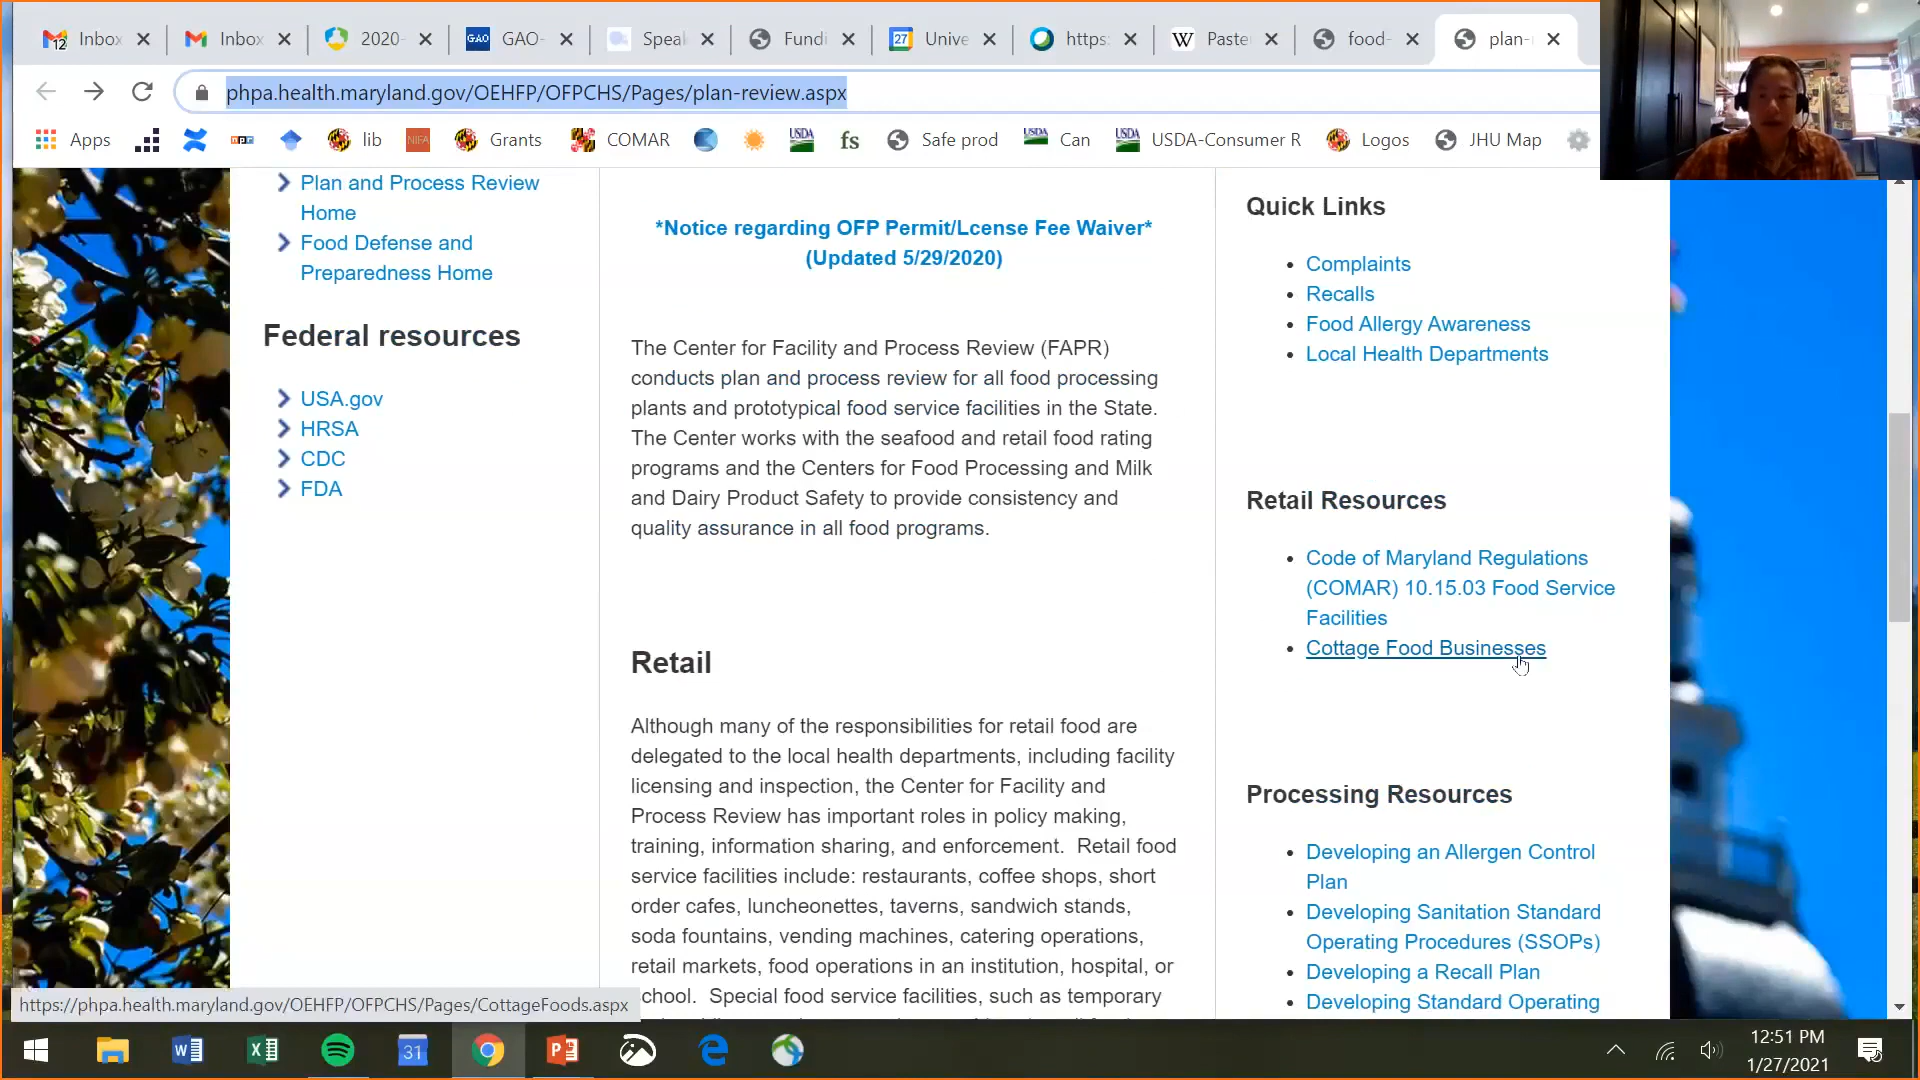 12
Inbox
Inbox
2020-
GAO
GAO-
Speak
Fundi
27
Unive
https:
W
Paste
food-
plan-
phpa.health.maryland.gov/OEHFP/OFPCHS/Pages/plan-review.aspx
Apps
npr
lib
NIFA
Grants
COMAR
USDA
fs
Safe prod
USDA
Can
USDA
USDA-Consumer R
Logos
JHU Map
Plan and Process Review
Home
Food Defense and
Preparedness Home
Federal resources
USA.gov
HRSA
CDC
FDA
*Notice regarding OFP Permit/Lcense Fee Waiver*
(Updated 5/29/2020)
The Center for Facility and Process Review (FAPR)
conducts plan and process review for all food processing
plants and prototypical food service facilities in the State.
The Center works with the seafood and retail food rating
programs and the Centers for Food Processing and Milk
and Dairy Product Safety to provide consistency and
quality assurance in all food programs.
Retail
Although many of the responsibilities for retail food are
delegated to the local health departments, including facility
licensing and inspection, the Center for Facility and
Process Review has important roles in policy making,
training, information sharing, and enforcement.  Retail food
service facilities include: restaurants, coffee shops, short
order cafes, luncheonettes, taverns, sandwich stands,
soda fountains, vending machines, catering operations,
retail markets, food operations in an institution, hospital, or
school.  Special food service facilities, such as temporary
Quick Links
Complaints
Recalls
Food Allergy Awareness
Local Health Departments
Retail Resources
Code of Maryland Regulations
(COMAR) 10.15.03 Food Service
Facilities
Cottage Food Businesses
Processing Resources
Developing an Allergen Control
Plan
Developing Sanitation Standard
Operating Procedures (SSOPs)
Developing a Recall Plan
Developing Standard Operating
https://phpa.health.maryland.gov/OEHFP/OFPCHS/Pages/CottageFoods.aspx
31
12:51 PM
1/27/2021